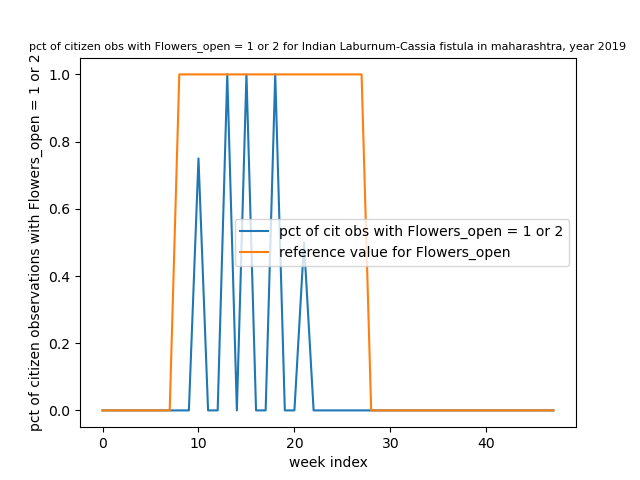 pct of citizen obs with Flowers_open = 1 or 2 for Indian Laburnum-Cassia fistula in maharashtra, year 2019
pct of citizen observations with Flowers_open = 1 or 2
1.0
0.8
0.6
0.4
0.2
0.0
pct of cit obs with Flowers_open = 1 or 2
reference value for Flowers_open
0 10 20 30 40
week index